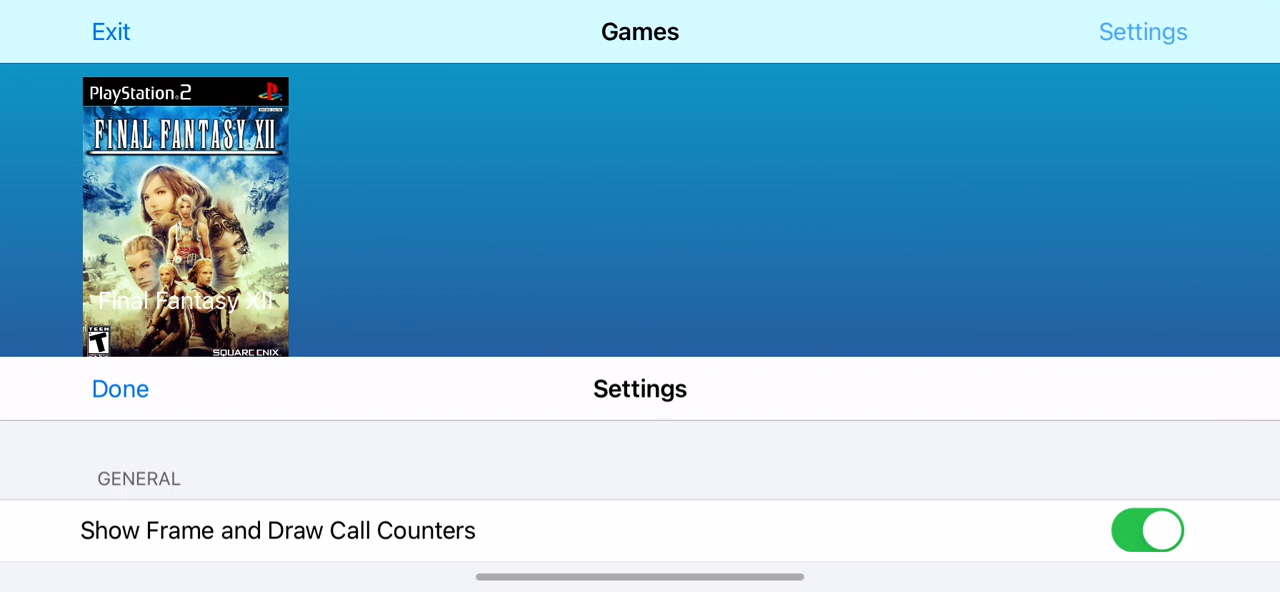 Exit
Games
Settings
PlayStation.2
FINAL FANTASY XII
Final Fantasy XII
TEEN
T
SQUARE ENIX
Done
Settings
GENERAL
Show Frame and Draw Call Counters